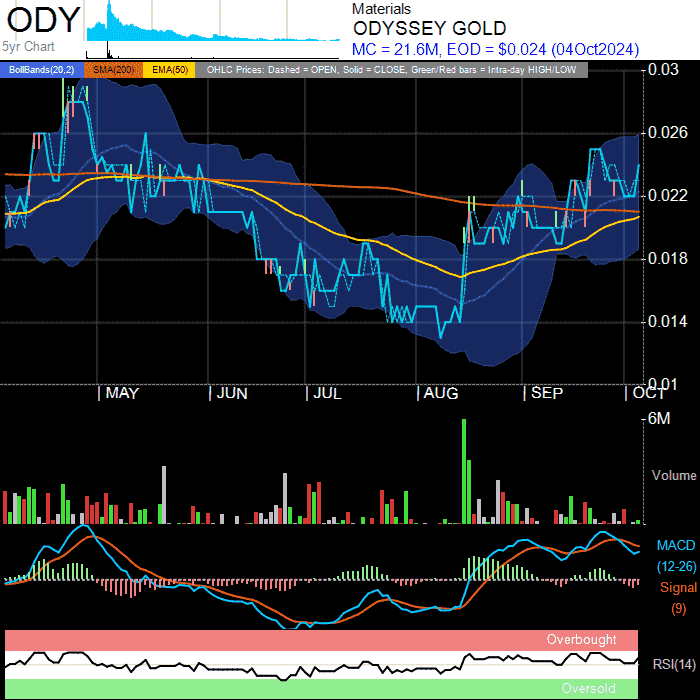 ODY
5yr Chart
Materials
ODYSSEY GOLD
MC = 21.6M, EOD = $0.024 (04Oct2024)
BollBands(20,2) SMA(200) EMA(50) OHLC Prices: Dashed = OPEN, Solid = CLOSE, Green/Red bars = Intra-day HIGH/LOW
0.03
0.026
0.022
0.018
0.014
0.01
MAY JUN JUL AUG SEP OCT
6M
Volume
MACD
(12-26)
Signal
(9)
Overbought
RSI(14)
Oversold